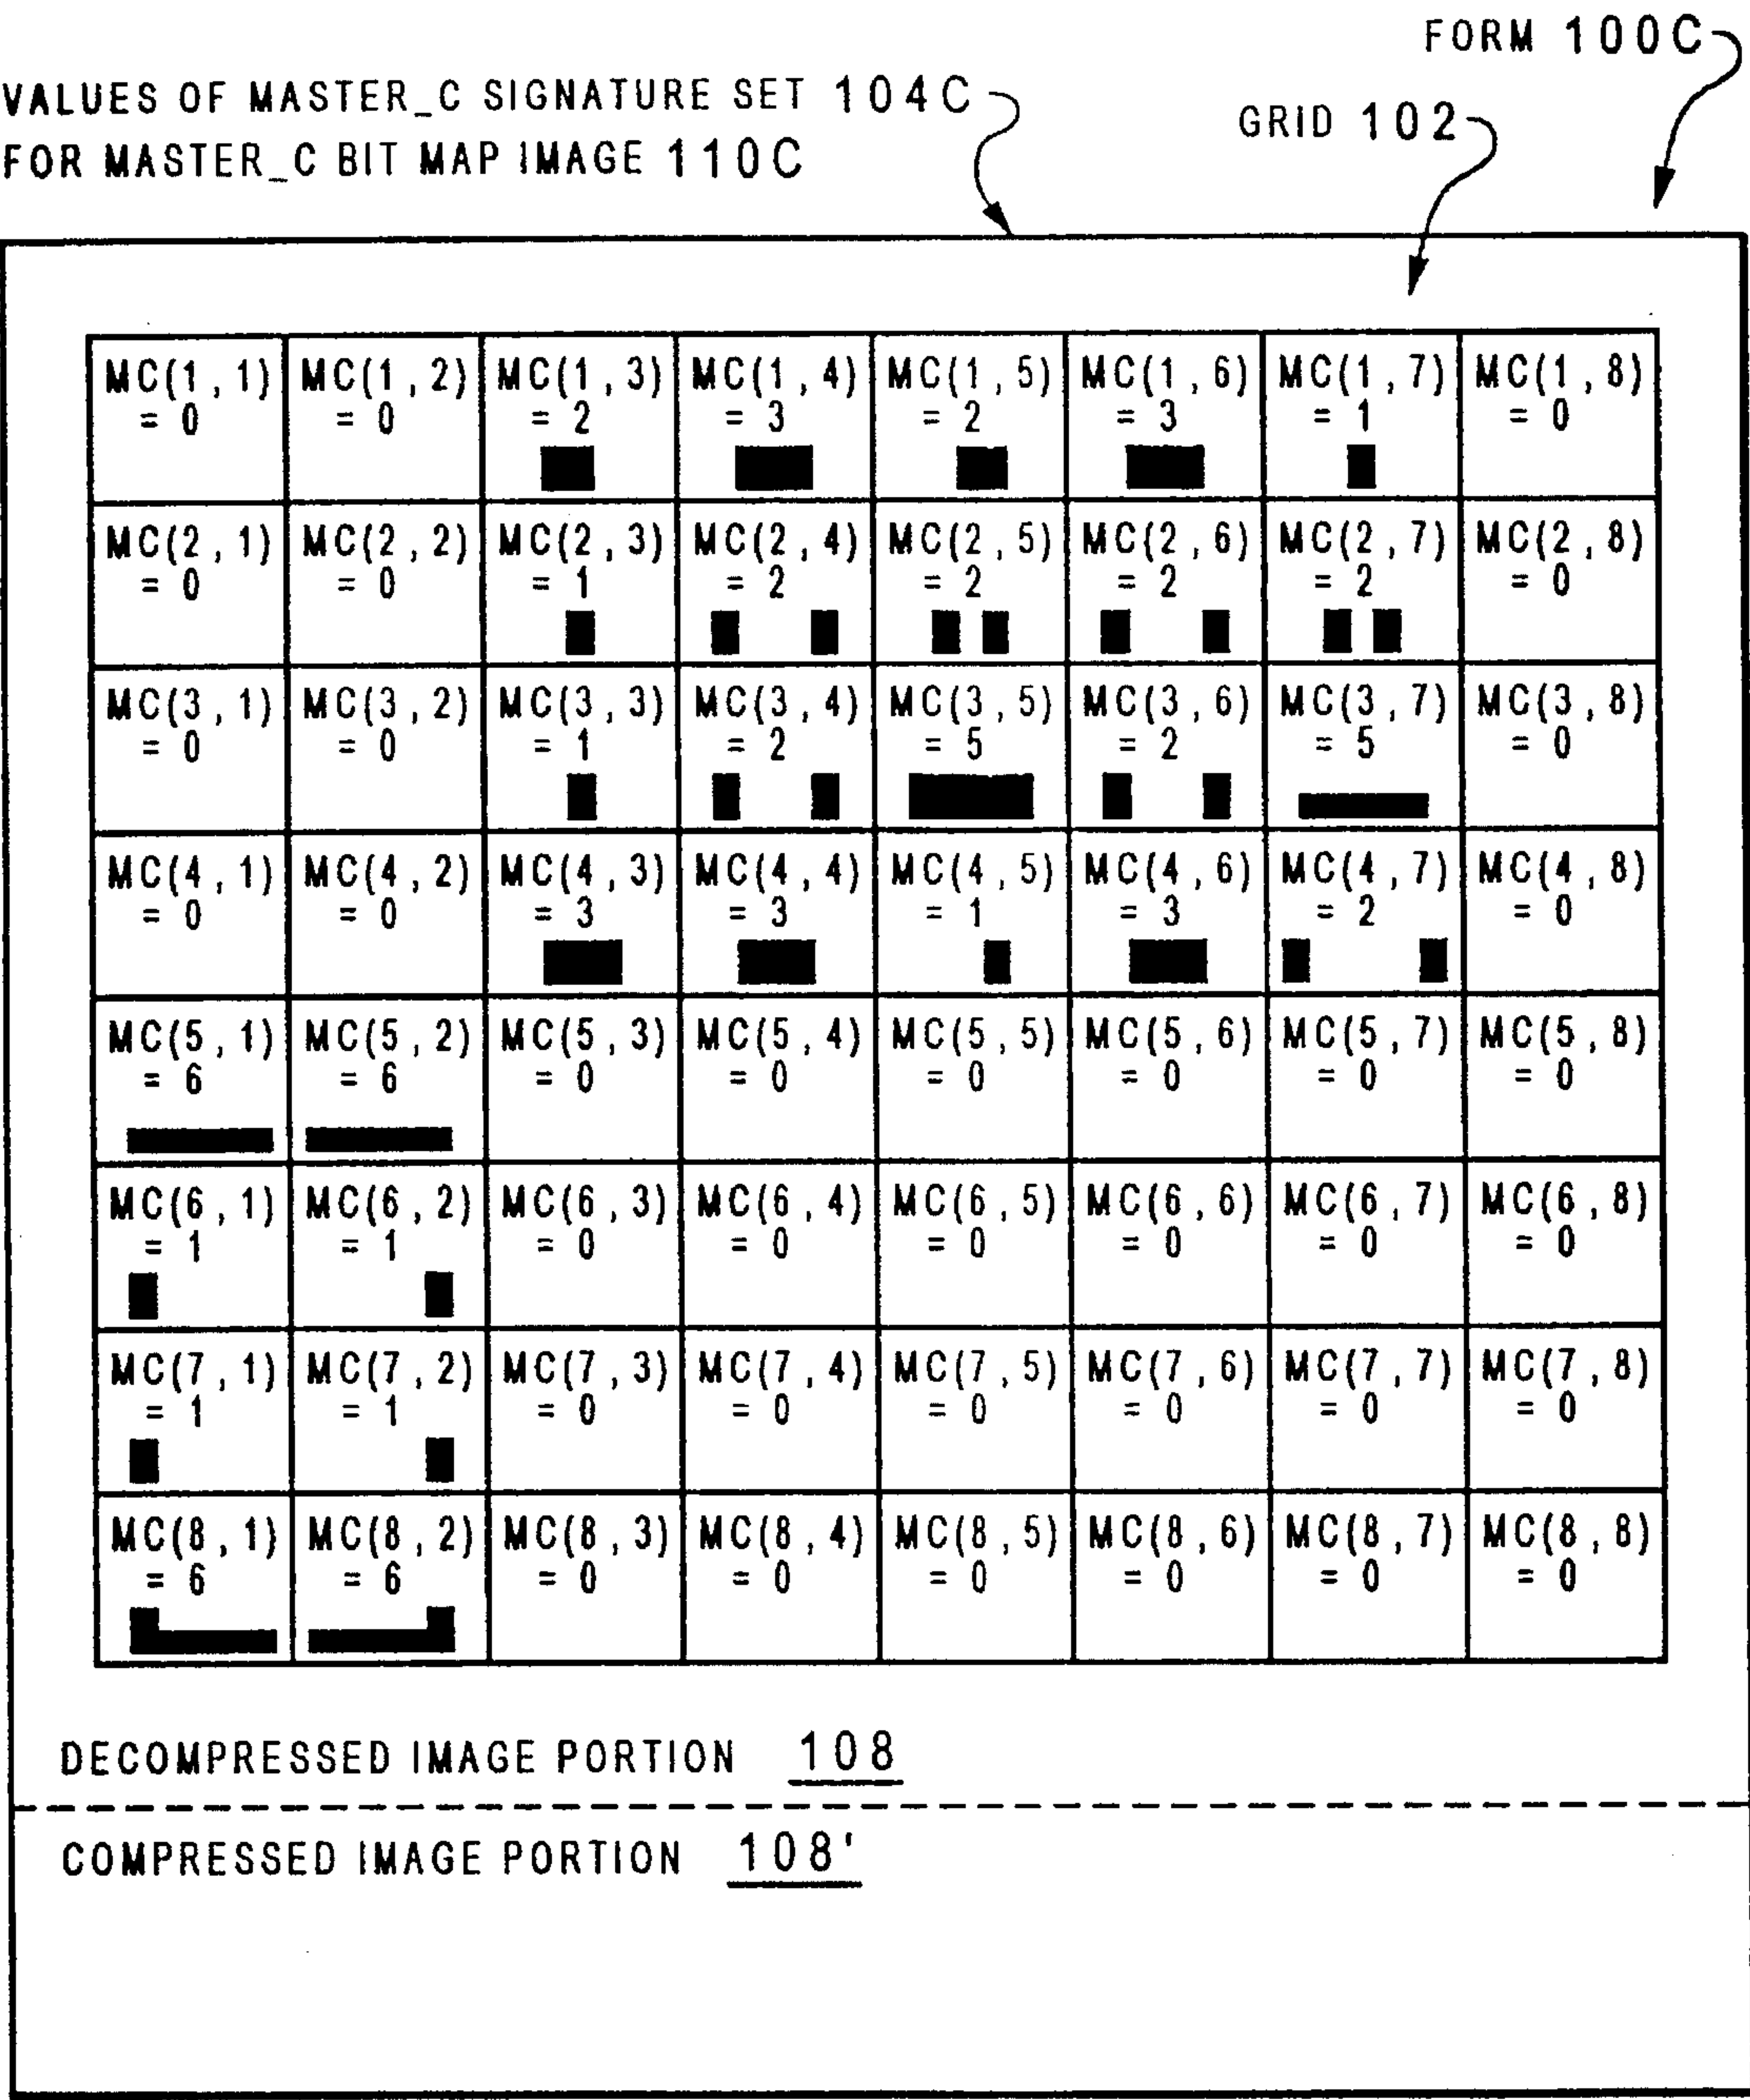 FORM 100C
VALUES OF MASTER_C SIGNATURE SET 104C
GRID 102
FOR MASTER_C BIT MAP IMAGE 110C
MC(1,1) MC(1,2) MC(1,3) MC(1,4) MC(1,5) MC(1,6) MC(1,7) MC(1,8)
= 0 = 0 = 2 = 3 = 2 = 3 = 1 = 0
MC(2,1) MC(2,2) MC(2,3) MC(2,4) MC(2,5) MC(2,6) MC(2,7) MC(2,8)
= 0 = 0 = 1 = 2 = 2 = 2 = 2 = 0
MC(3,1) MC(3,2) MC(3,3) MC(3,4) MC(3,5) MC(3,6) MC(3,7) MC(3,8)
= 0 = 0 = 1 = 2 = 5 = 2 = 5 = 0
MC(4,1) MC(4,2) MC(4,3) MC(4,4) MC(4,5) MC(4,6) MC(4,7) MC(4,8)
= 0 = 0 = 3 = 3 = 1 = 3 = 2 = 0
MC(5,1) MC(5,2) MC(5,3) MC(5,4) MC(5,5) MC(5,6) MC(5,7) MC(5,8)
= 6 = 6 = 0 = 0 = 0 = 0 = 0 = 0
MC(6,1) MC(6,2) MC(6,3) MC(6,4) MC(6,5) MC(6,6) MC(6,7) MC(6,8)
= 1 = 1 = 0 = 0 = 0 = 0 = 0 = 0
MC(7,1) MC(7,2) MC(7,3) MC(7,4) MC(7,5) MC(7,6) MC(7,7) MC(7,8)
= 1 = 1 = 0 = 0 = 0 = 0 = 0 = 0
MC(8,1) MC(8,2) MC(8,3) MC(8,4) MC(8,5) MC(8,6) MC(8,7) MC(8,8)
= 6 = 6 = 0 = 0 = 0 = 0 = 0 = 0
DECOMPRESSED IMAGE PORTION 108
COMPRESSED IMAGE PORTION 108'